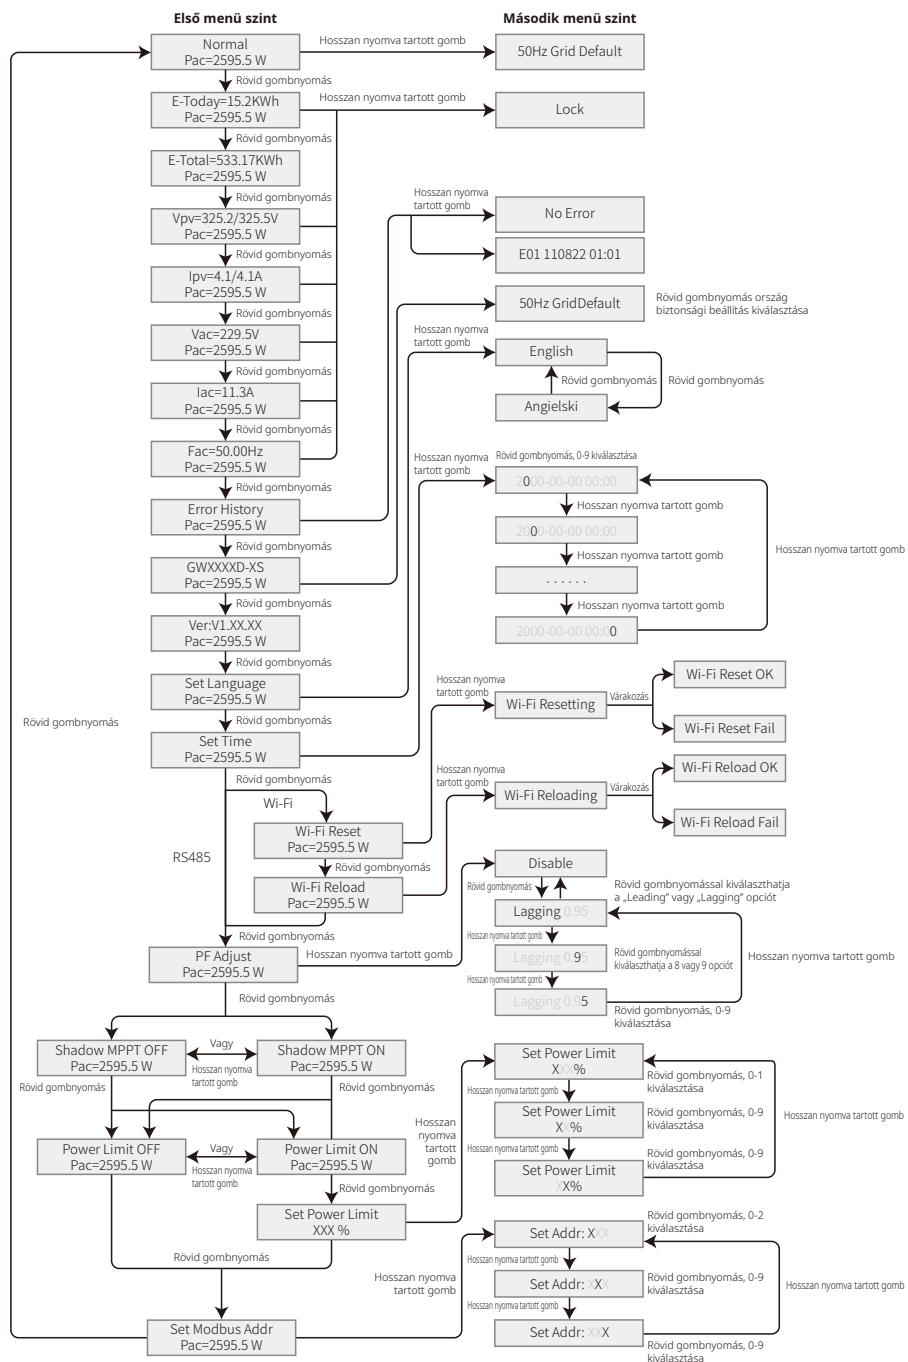 Első menü szint
Második menü szint
Normal
Pac=2595.5 W
Hosszan nyomva tartott gomb
50Hz Grid Default
Rövid gombnyomás
E-Today=15.2KWh
Pac=2595.5 W
Hosszan nyomva tartott gomb
Lock
Rövid gombnyomás
E-Total=533.17KWh
Pac=2595.5 W
Rövid gombnyomás
Vpv=325.2/325.5V
Pac=2595.5 W
Hosszan nyomva
tartott gomb
No Error
E01 110822 01:01
Rövid gombnyomás
Ipv=4.1/4.1A
Pac=2595.5 W
50Hz GridDefault
Rövid gombnyomás ország
biztonsági beállítás kiválasztása
Rövid gombnyomás
Vac=229.5V
Pac=2595.5 W
Hosszan nyomva
tartott gomb
English
Rövid gombnyomás
Rövid gombnyomás
Angielski
Rövid gombnyomás
Iac=11.3A
Pac=2595.5 W
Rövid gombnyomás
Fac=50.00Hz
Pac=2595.5 W
Hosszan nyomva
tartott gomb
Rövid gombnyomás, 0-9 kiválasztása
2000-00-00 00:00
Rövid gombnyomás
Hosszan nyomva tartott gomb
Error History
Pac=2595.5 W
2000-00-00 00:00
Rövid gombnyomás
Hosszan nyomva tartott gomb
Hosszan nyomva tartott gomb
GWXXXXD-XS
Pac=2595.5 W
. . . . . .
Rövid gombnyomás
Hosszan nyomva tartott gomb
Ver:V1.XX.XX
Pac=2595.5 W
2000-00-00 00:00
Rövid gombnyomás
Set Language
Pac=2595.5 W
Hosszan nyomva
tartott gomb
Wi-Fi Resetting
Várakozás
Wi-Fi Reset OK
Wi-Fi Reset Fail
Rövid gombnyomás
Rövid gombnyomás
Set Time
Pac=2595.5 W
Rövid gombnyomás
Hosszan nyomva
tartott gomb
Wi-Fi Reloading
Várakozás
Wi-Fi Reload OK
Wi-Fi Reload Fail
Wi-Fi
Wi-Fi Reset
Pac=2595.5 W
RS485
Rövid gombnyomás
Wi-Fi Reload
Pac=2595.5 W
Disable
Rövid gombnyomás
Rövid gombnyomással kiválaszthatja
a „Leading” vagy „Lagging” opciót
Lagging 0.95
Rövid gombnyomás
Hosszan nyomva tartott gomb
PF Adjust
Pac=2595.5 W
Hosszan nyomva tartott gomb
Lagging 0.95
Rövid gombnyomással
kiválaszthatja a 8 vagy 9 opciót
Hosszan nyomva tartott gomb
Hosszan nyomva tartott gomb
Lagging 0.95
Rövid gombnyomás, 0-9
kiválasztása
Rövid gombnyomás
Shadow MPPT OFF
Pac=2595.5 W
Vagy
Hosszan nyomva
tartott gomb
Shadow MPPT ON
Pac=2595.5 W
Rövid gombnyomás
Rövid gombnyomás
Set Power Limit
XXX%
Rövid gombnyomás, 0-1
kiválasztása
Hosszan nyomva tartott gomb
Set Power Limit
XX%
Rövid gombnyomás, 0-9
kiválasztása
Hosszan nyomva tartott gomb
Hosszan
nyomva
tartott
gomb
Hosszan nyomva tartott gomb
Set Power Limit
XX%
Rövid gombnyomás, 0-9
kiválasztása
Power Limit OFF
Pac=2595.5 W
Vagy
Hosszan nyomva
tartott gomb
Power Limit ON
Pac=2595.5 W
Rövid gombnyomás
Set Power Limit
XXX %
Rövid gombnyomás
Set Addr: XXX
Rövid gombnyomás, 0-2
kiválasztása
Hosszan nyomva tartott gomb
Hosszan nyomva
tartott gomb
Set Addr: XXX
Rövid gombnyomás, 0-9
kiválasztása
Hosszan nyomva tartott gomb
Hosszan nyomva tartott gomb
Set Addr: XXX
Rövid gombnyomás, 0-9
kiválasztása
Set Modbus Addr
Pac=2595.5 W